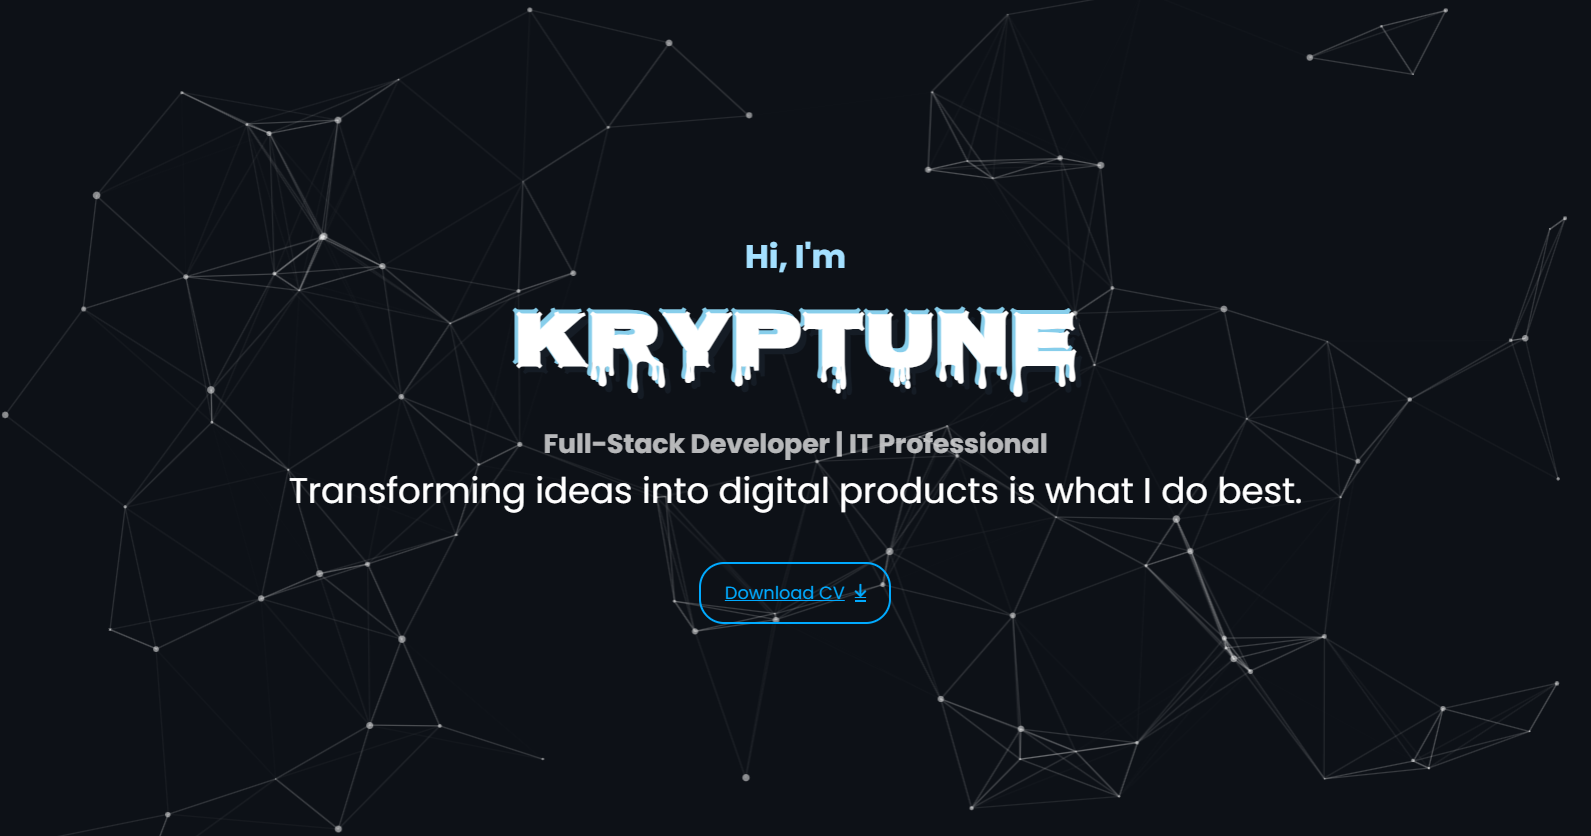 Hi, I'm
KRYPTUNE
Full-Stack Developer | IT Professional
Transforming ideas into digital products is what I do best.
Download CV